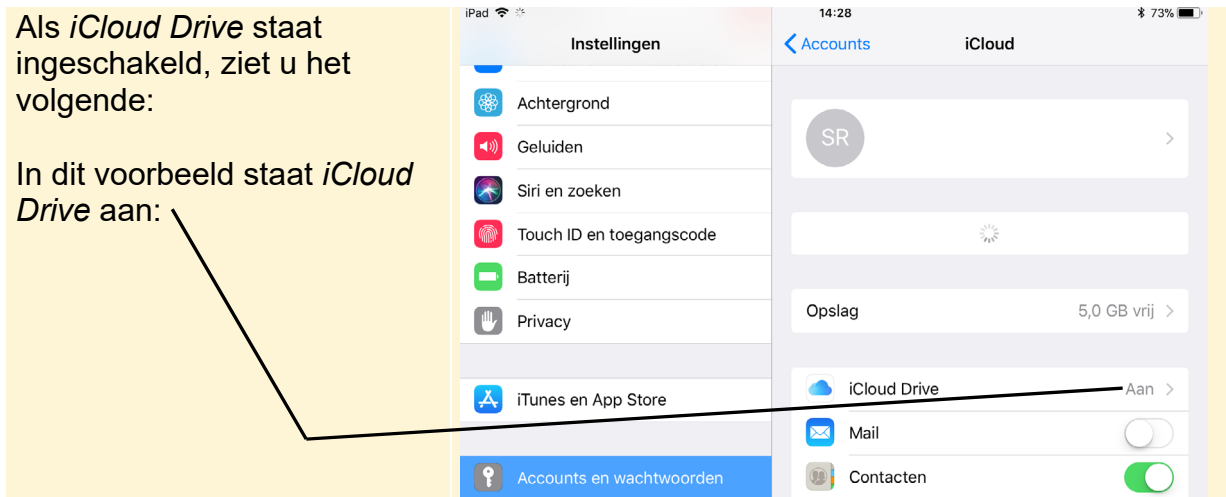 Als iCloud Drive staat
ingeschakeld, ziet u het
volgende:
In dit voorbeeld staat iCloud
Drive aan:
iPad
Instellingen
Achtergrond
Geluiden
Siri en zoeken
Touch ID en toegangscode
Batterij
Privacy
iTunes en App Store
Accounts en wachtwoorden
14:28 73%
Accounts iCloud
SR
Opslag 5,0 GB vrij
iCloud Drive Aan
Mail
Contacten